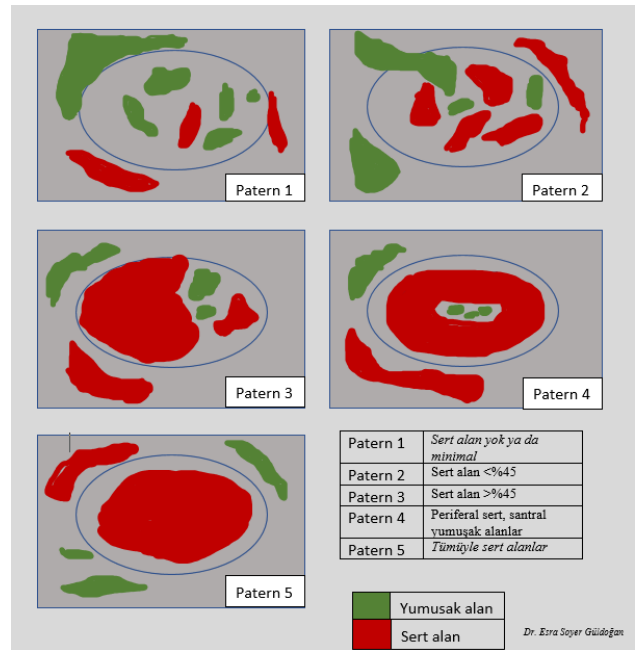 Patern 1
Patern 2
Patern 3
Patern 4
Patern 5
Patern 1 Sert alan yok ya da
minimal
Patern 2 Sert alan <%45
Patern 3 Sert alan >%45
Patern 4 Periferal sert, santral
yumuşak alanlar
Patern 5 Tümüyle sert alanlar
Yumusak alan
Sert alan
Dr. Esra Soyer Güldoğan